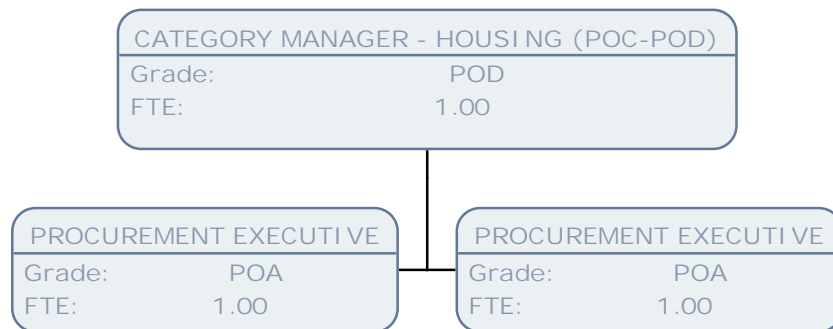 CATEGORY MANAGER - HOUSING (POC-POD)
Grade: POD
FTE: 1.00
PROCUREMENT EXECUTIVE
Grade: POA
FTE: 1.00
PROCUREMENT EXECUTIVE
Grade: POA
FTE: 1.00